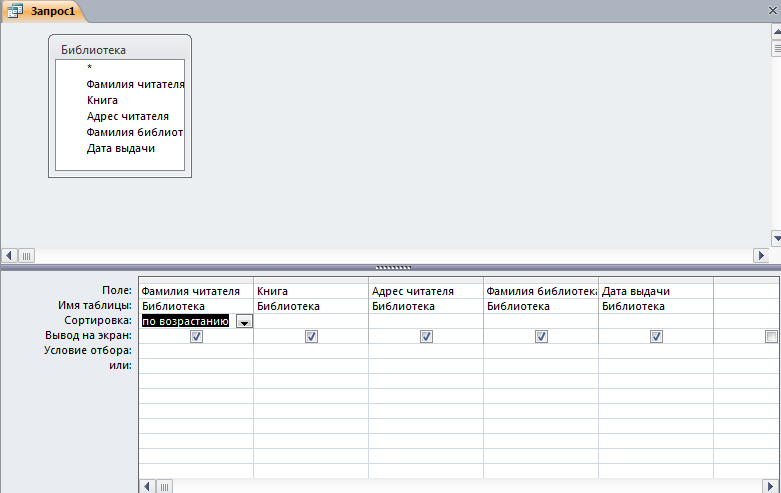 Запрос1
Библиотека
*
Фамилия читателя
Книга
Адрес читателя
Фамилия библиот
Дата выдачи
Поле: Фамилия читателя Книга Адрес читателя Фамилия библиотека Дата выдачи
Имя таблицы: Библиотека Библиотека Библиотека Библиотека Библиотека
Сортировка: по возрастанию
Вывод на экран:
Условие отбора:
или: